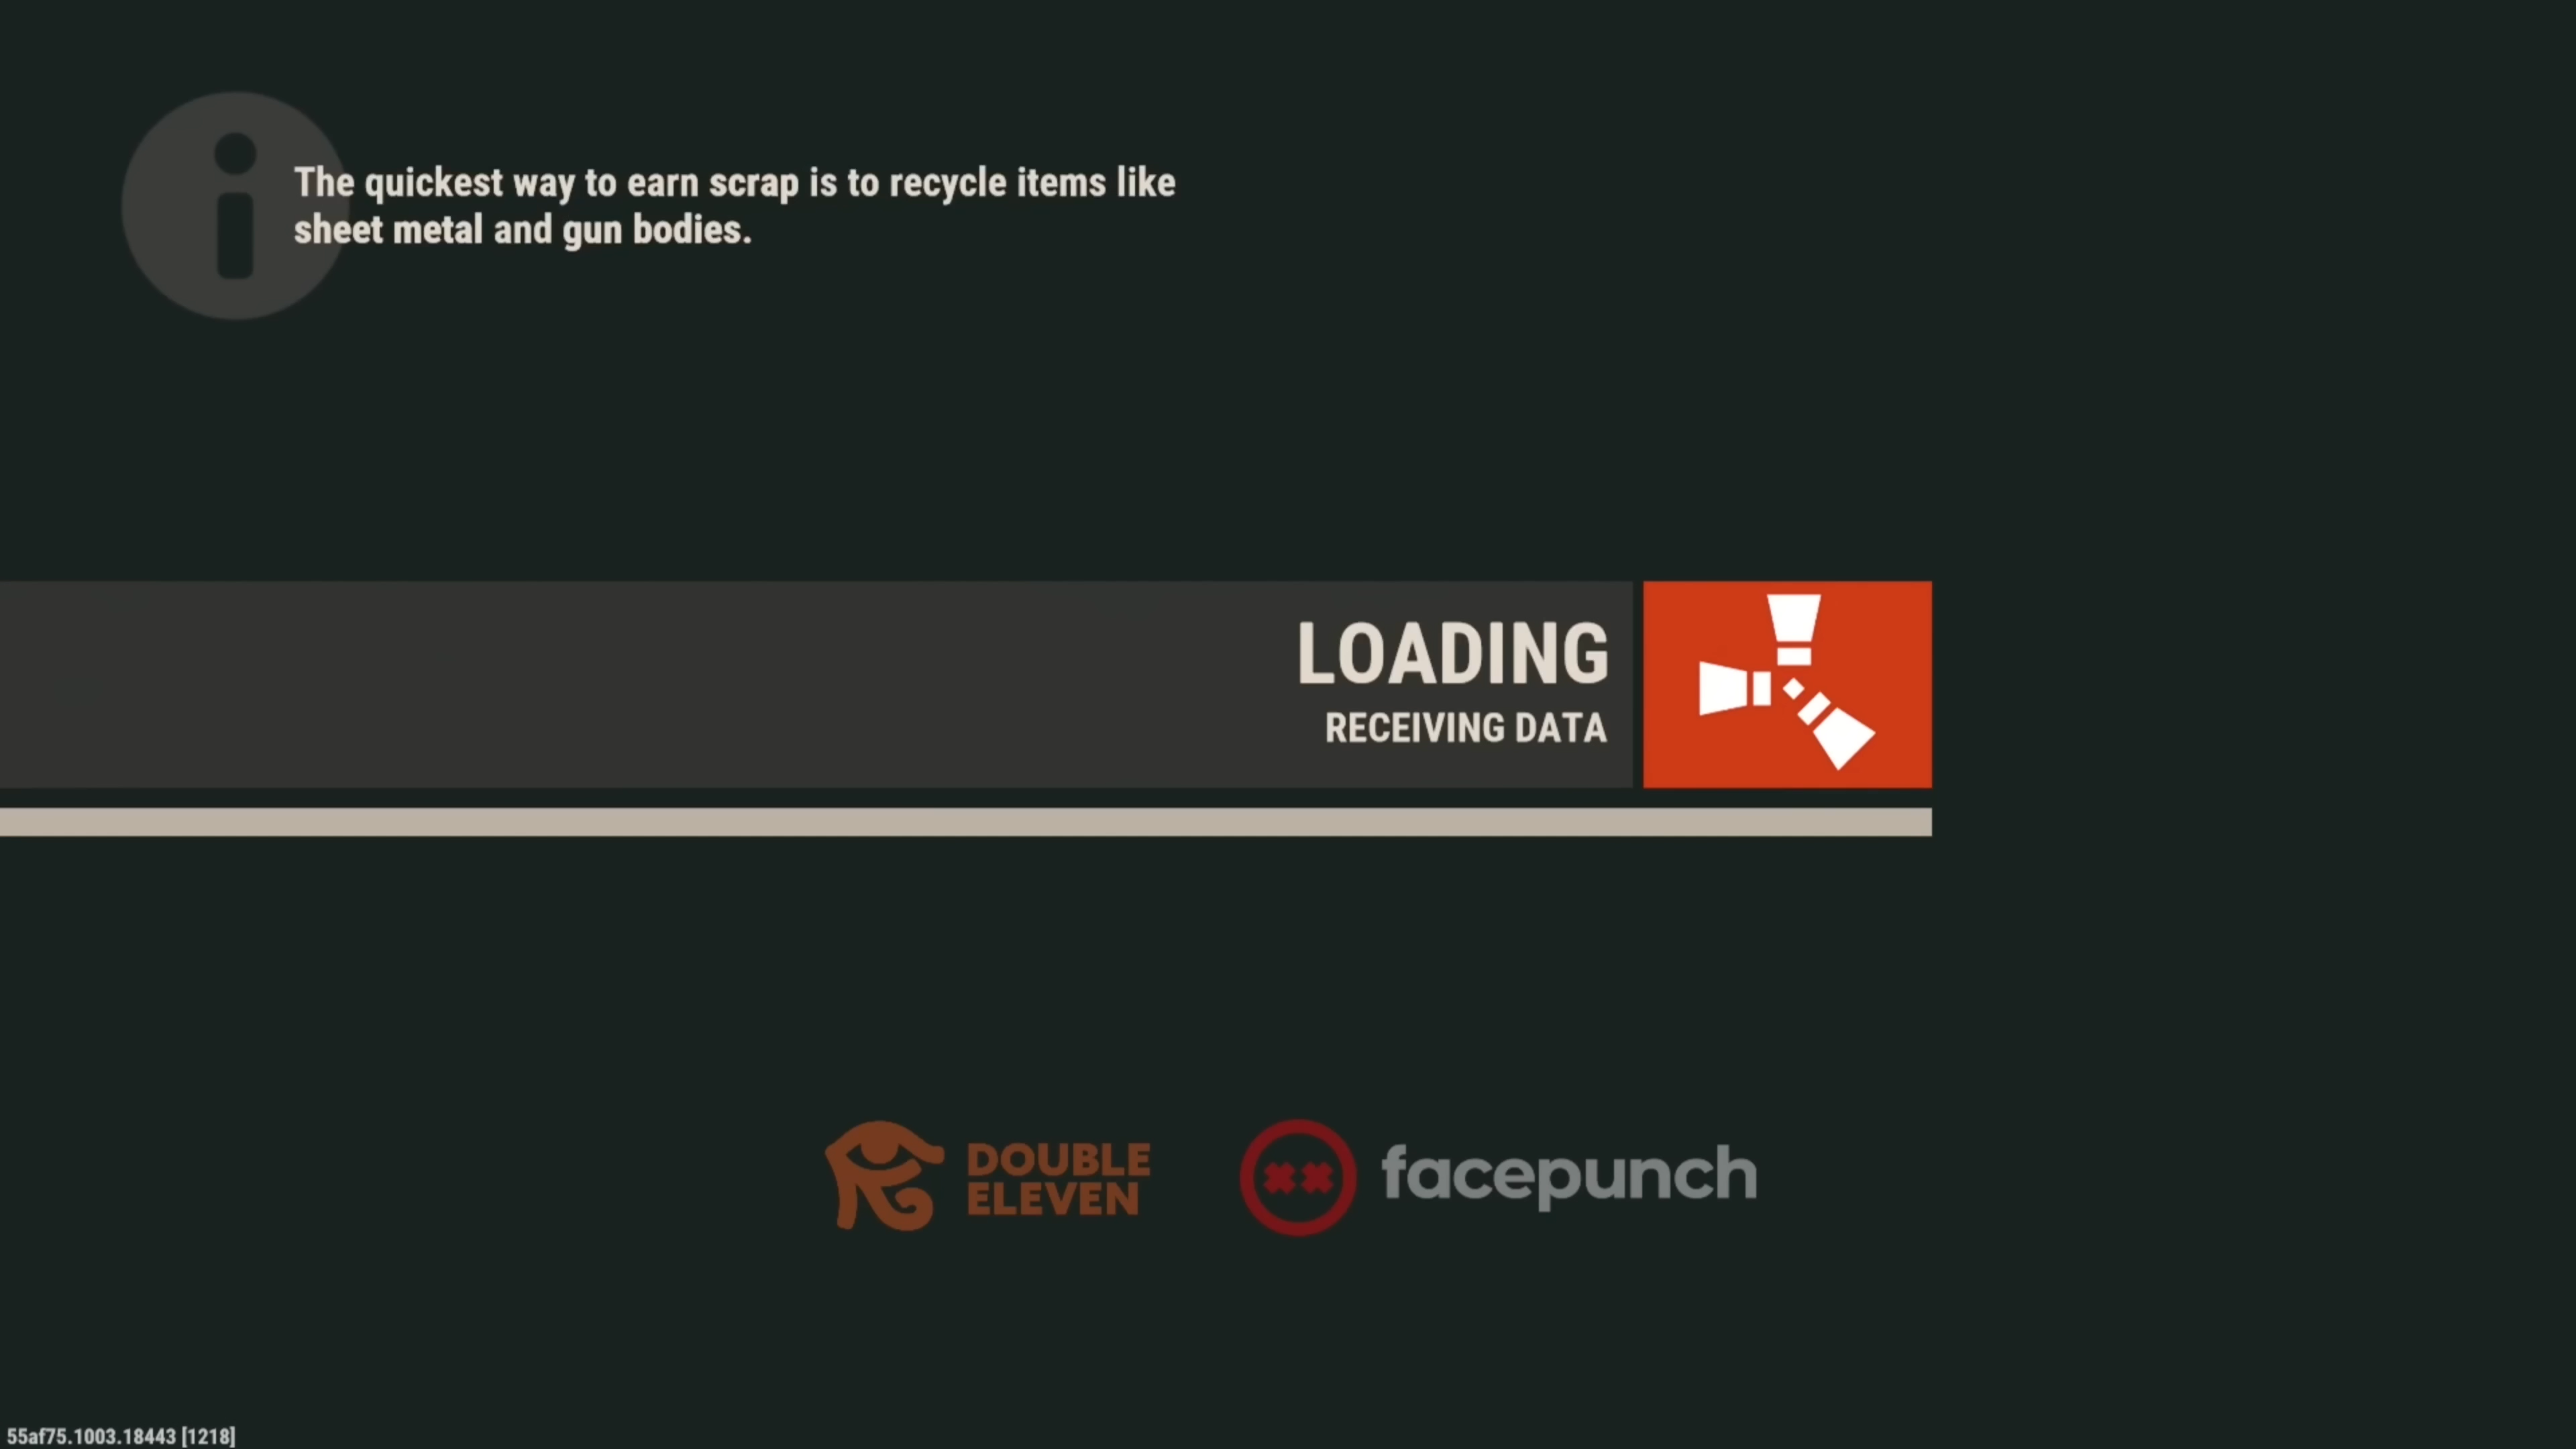 The quickest way to earn scrap is to recycle items like
sheet metal and gun bodies.
LOADING
RECEIVING DATA
DOUBLE
ELEVEN
facepunch
55af75.1003.18443 [1218]